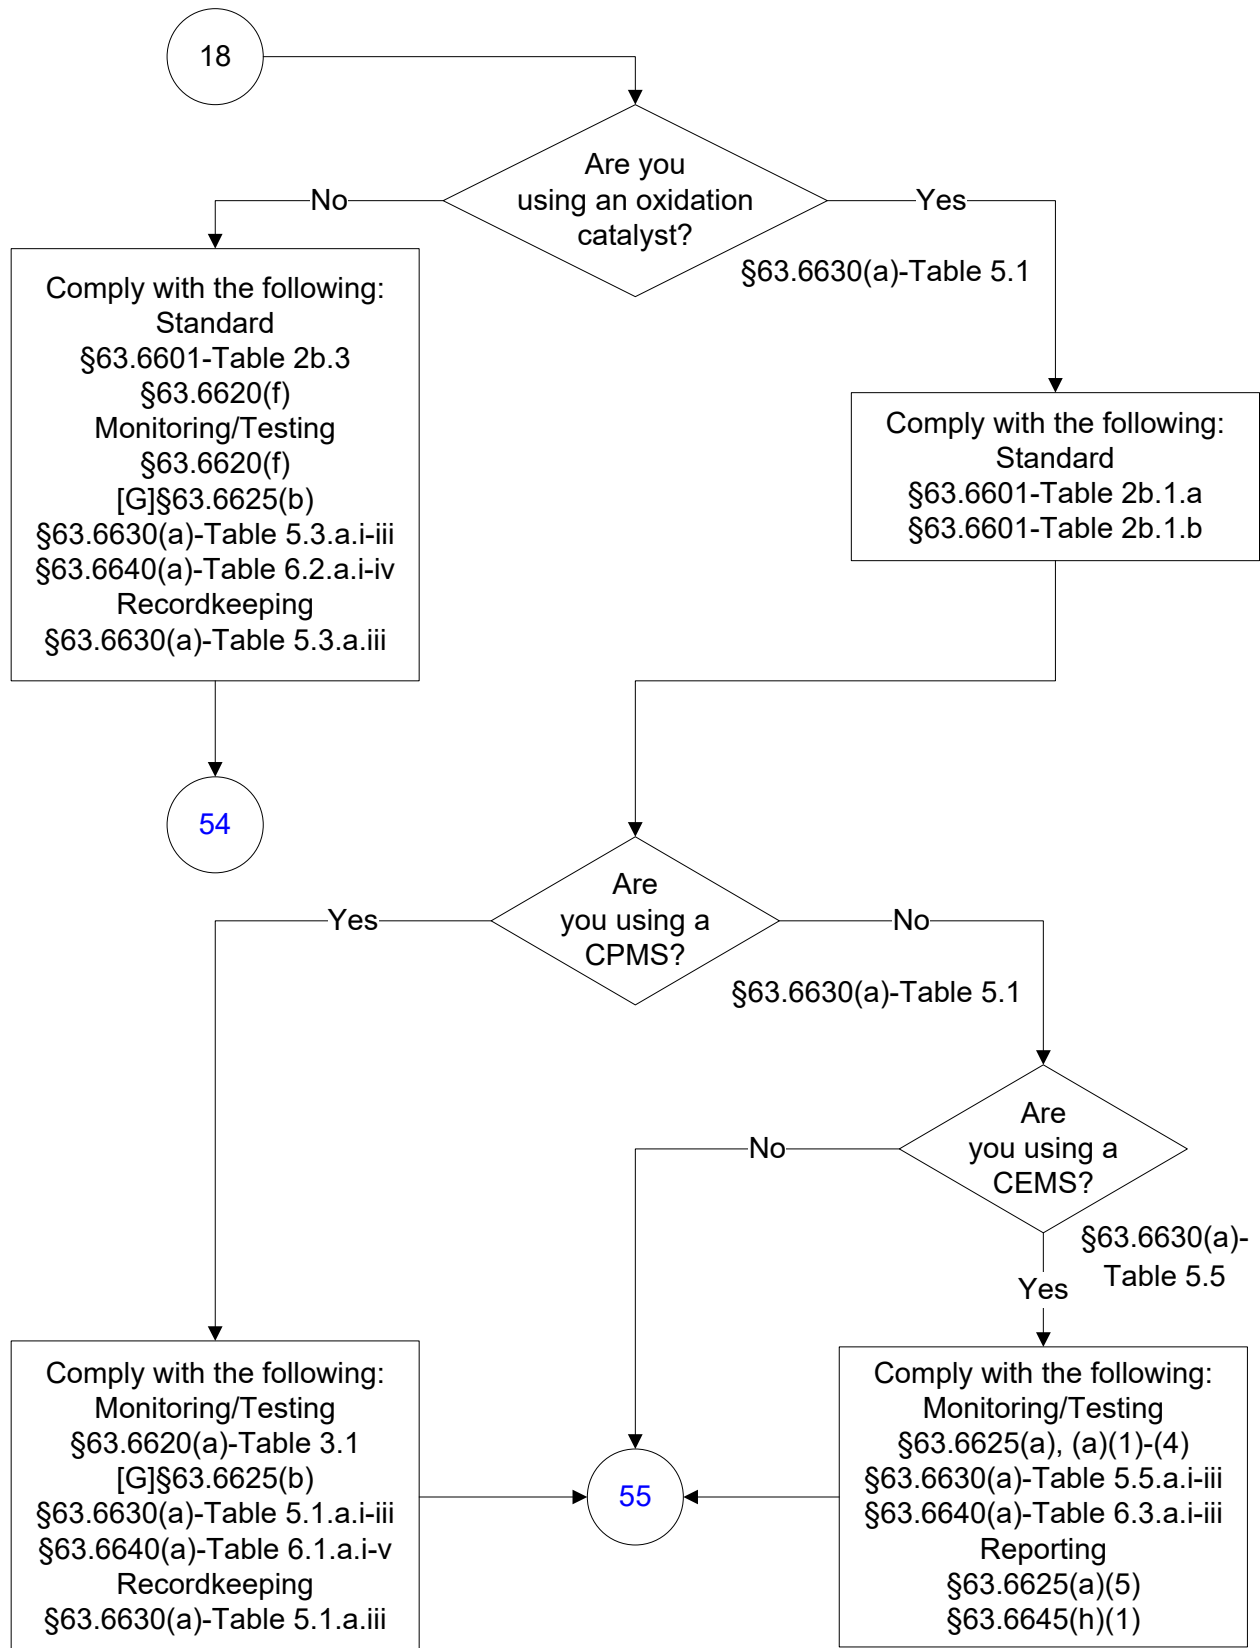 18
Are you
using an oxidation
catalyst?
No
Yes
§63.6630(a)-Table 5.1
Comply with the following:
Standard
§63.6601-Table 2b.3
§63.6620(f)
Monitoring/Testing
§63.6620(f)
[G]§63.6625(b)
§63.6630(a)-Table 5.3.a.i-iii
§63.6640(a)-Table 6.2.a.i-iv
Recordkeeping
§63.6630(a)-Table 5.3.a.iii
Comply with the following:
Standard
§63.6601-Table 2b.1.a
§63.6601-Table 2b.1.b
54
Are
you using a
CPMS?
Yes
No
§63.6630(a)-Table 5.1
Are
you using a
CEMS?
No
§63.6630(a)-
Table 5.5
Yes
Comply with the following:
Monitoring/Testing
§63.6620(a)-Table 3.1
[G]§63.6625(b)
§63.6630(a)-Table 5.1.a.i-iii
§63.6640(a)-Table 6.1.a.i-v
Recordkeeping
§63.6630(a)-Table 5.1.a.iii
55
Comply with the following:
Monitoring/Testing
§63.6625(a), (a)(1)-(4)
§63.6630(a)-Table 5.5.a.i-iii
§63.6640(a)-Table 6.3.a.i-iii
Reporting
§63.6625(a)(5)
§63.6645(h)(1)